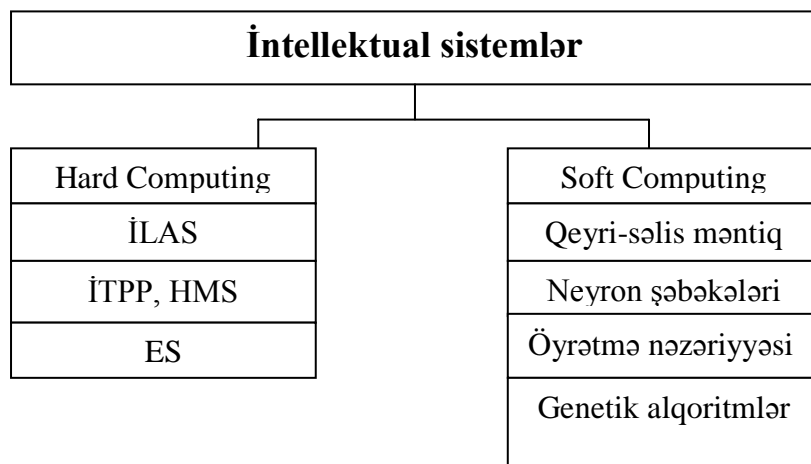 İntellektual sistemlər
Hard Computing
İLAS
İTPP, HMS
ES
Soft Computing
Qeyri-səlis məntiq
Neyron şəbəkələri
Öyrətmə nəzəriyyəsi
Genetik alqoritmlər